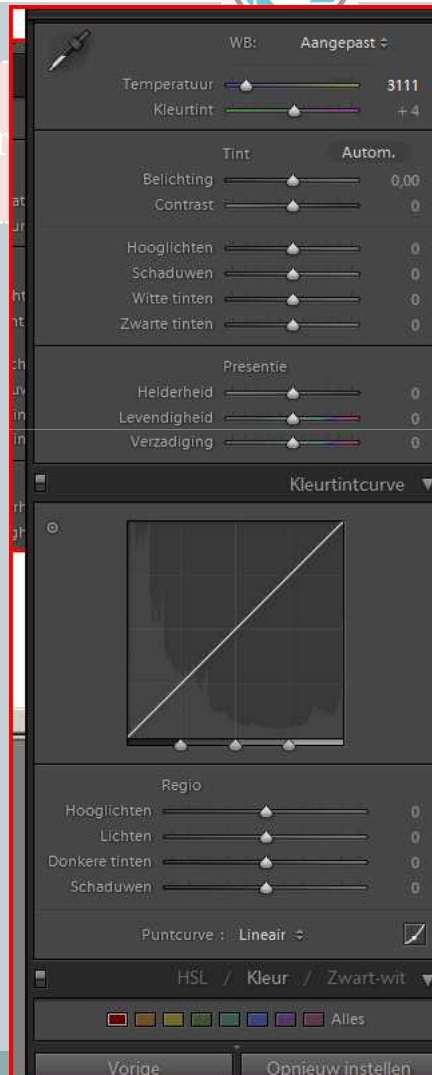 WB: Aangepast
Temperatuur 3111
Kleurtint + 4
Tint Autom.
Belichting 0,00
Contrast 0
Hooglichten 0
Schaduwen 0
Witte tinten 0
Zwarte tinten 0
Presentie
Helderheid 0
Levendigheid 0
Verzadiging 0
Kleurtintcurve
Regio
Hooglichten 0
Lichten 0
Donkere tinten 0
Schaduwen 0
Puntcurve : Lineair
HSL / Kleur / Zwart-wit
Alles
Vorige Opnieuw instellen